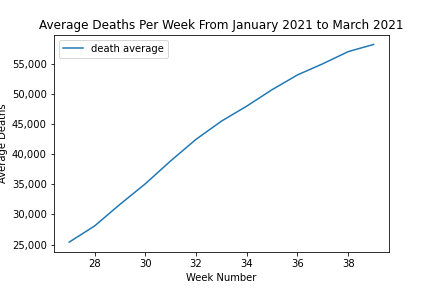 Average Deaths Per Week From January 2021 to March 2021
death average
55,000
50,000
45,000
40,000
35,000
30,000
25,000
Average Deaths
28 30 32 34 36 38
Week Number